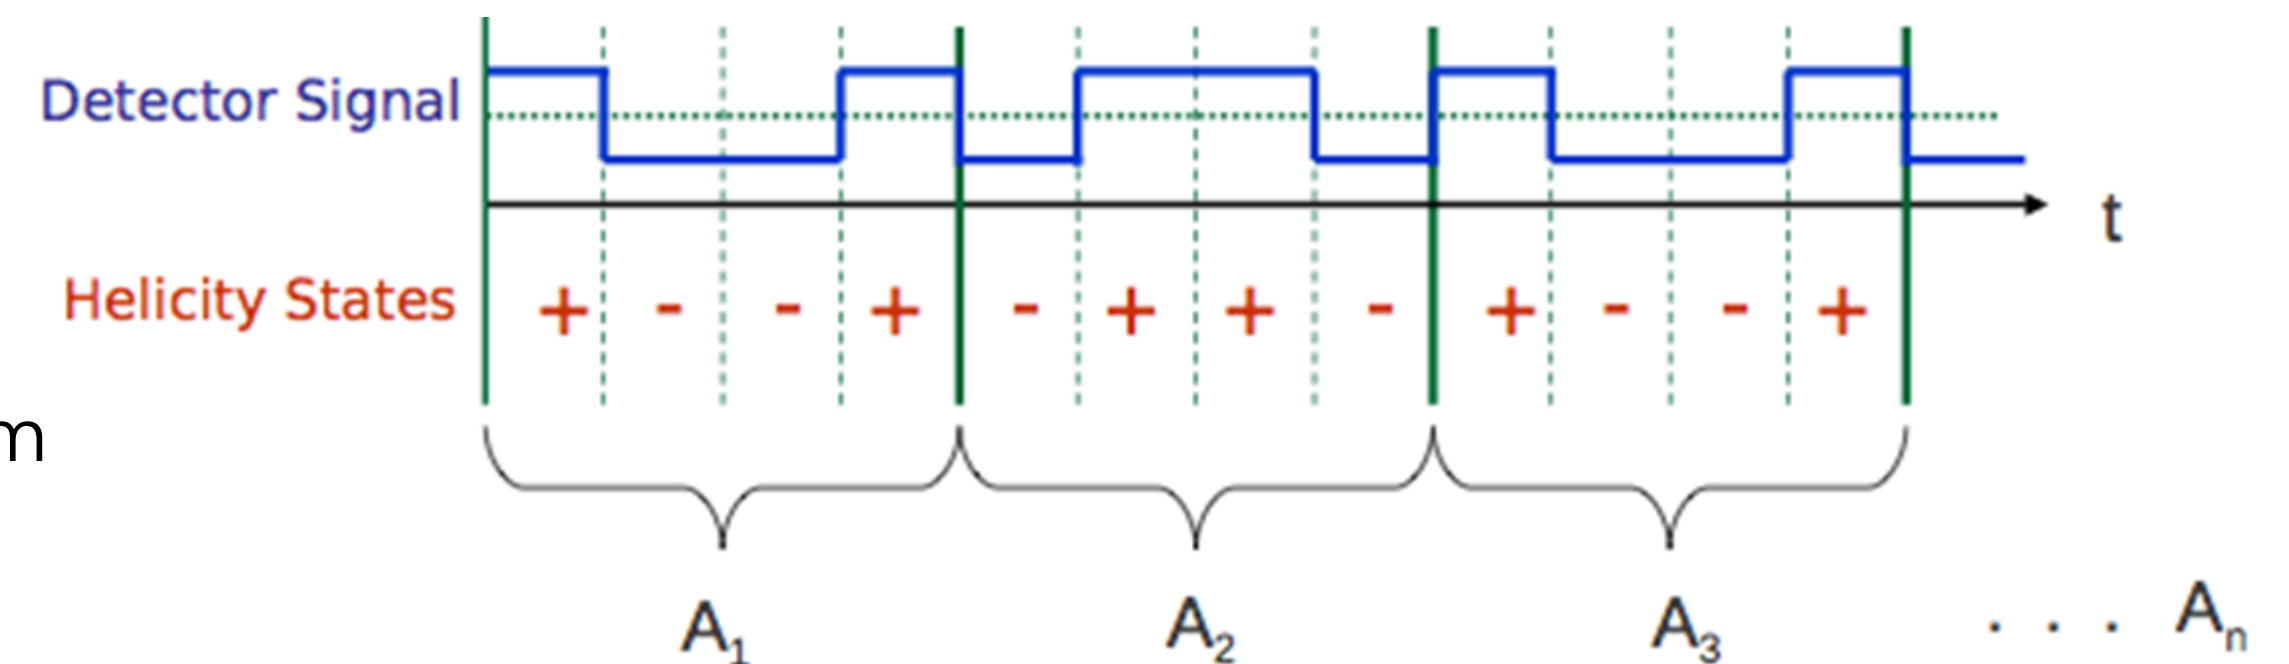 Detector Signal
t
Helicity States + - - + - + + - + - - +
m
A₁ A₂ A₃ . . . Aₙ